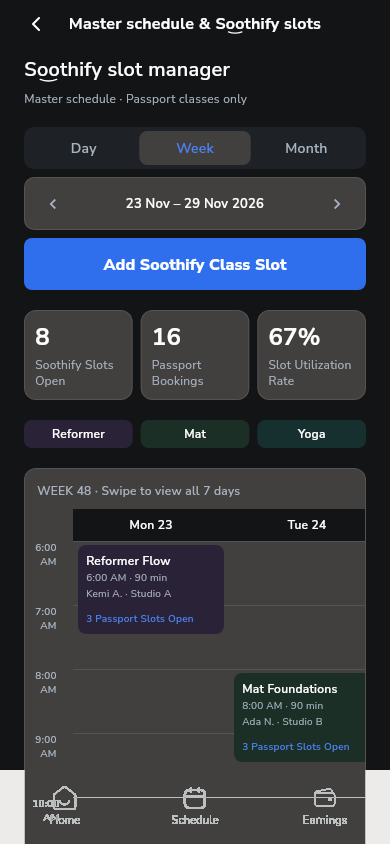 Master schedule & Soothify slots
Soothify slot manager
Master schedule · Passport classes only
Day
Week
Month
23 Nov – 29 Nov 2026
Add Soothify Class Slot
8
Soothify Slots
Open
16
Passport
Bookings
67%
Slot Utilization
Rate
Reformer
Mat
Yoga
WEEK 48 · Swipe to view all 7 days
Mon 23
Tue 24
6:00
AM
Reformer Flow
6:00 AM · 90 min
Kemi A. · Studio A
3 Passport Slots Open
7:00
AM
8:00
AM
Mat Foundations
8:00 AM · 90 min
Ada N. · Studio B
3 Passport Slots Open
9:00
AM
10:00
AM
Home
Schedule
Earnings